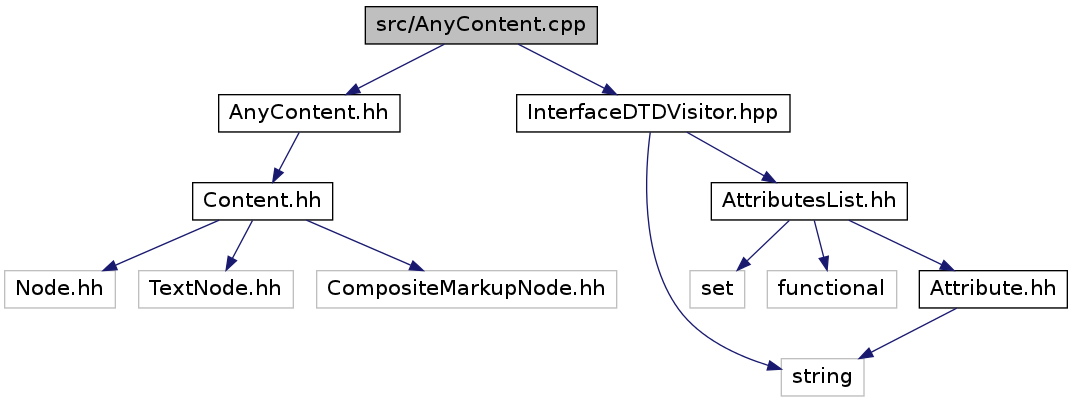 src/AnyContent.cpp
AnyContent.hh
InterfaceDTDVisitor.hpp
Content.hh
AttributesList.hh
Node.hh
TextNode.hh
CompositeMarkupNode.hh
set
functional
Attribute.hh
string